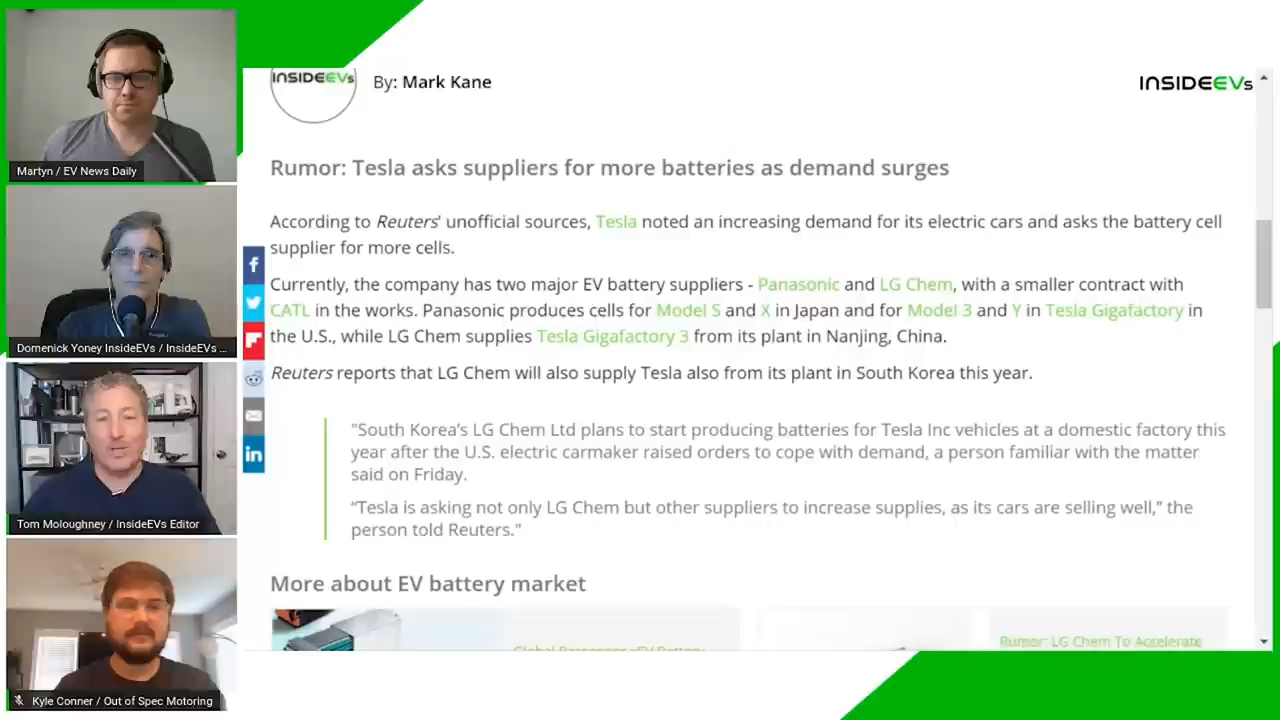 Martyn / EV News Daily
Domenick Yoney InsideEVs / InsideEVs ...
Tom Moloughney / InsideEVs Editor
Kyle Conner / Out of Spec Motoring
INSIDEEVs
By: Mark Kane
INSIDEEVs
Rumor: Tesla asks suppliers for more batteries as demand surges
According to Reuters' unofficial sources, Tesla noted an increasing demand for its electric cars and asks the battery cell
supplier for more cells.
Currently, the company has two major EV battery suppliers - Panasonic and LG Chem, with a smaller contract with
CATL in the works. Panasonic produces cells for Model S and X in Japan and for Model 3 and Y in Tesla Gigafactory in
the U.S., while LG Chem supplies Tesla Gigafactory 3 from its plant in Nanjing, China.
Reuters reports that LG Chem will also supply Tesla also from its plant in South Korea this year.
"South Korea's LG Chem Ltd plans to start producing batteries for Tesla Inc vehicles at a domestic factory this
year after the U.S. electric carmaker raised orders to cope with demand, a person familiar with the matter
said on Friday.
“Tesla is asking not only LG Chem but other suppliers to increase supplies, as its cars are selling well,” the
person told Reuters."
More about EV battery market
Rumor: LG Chem To Accelerate